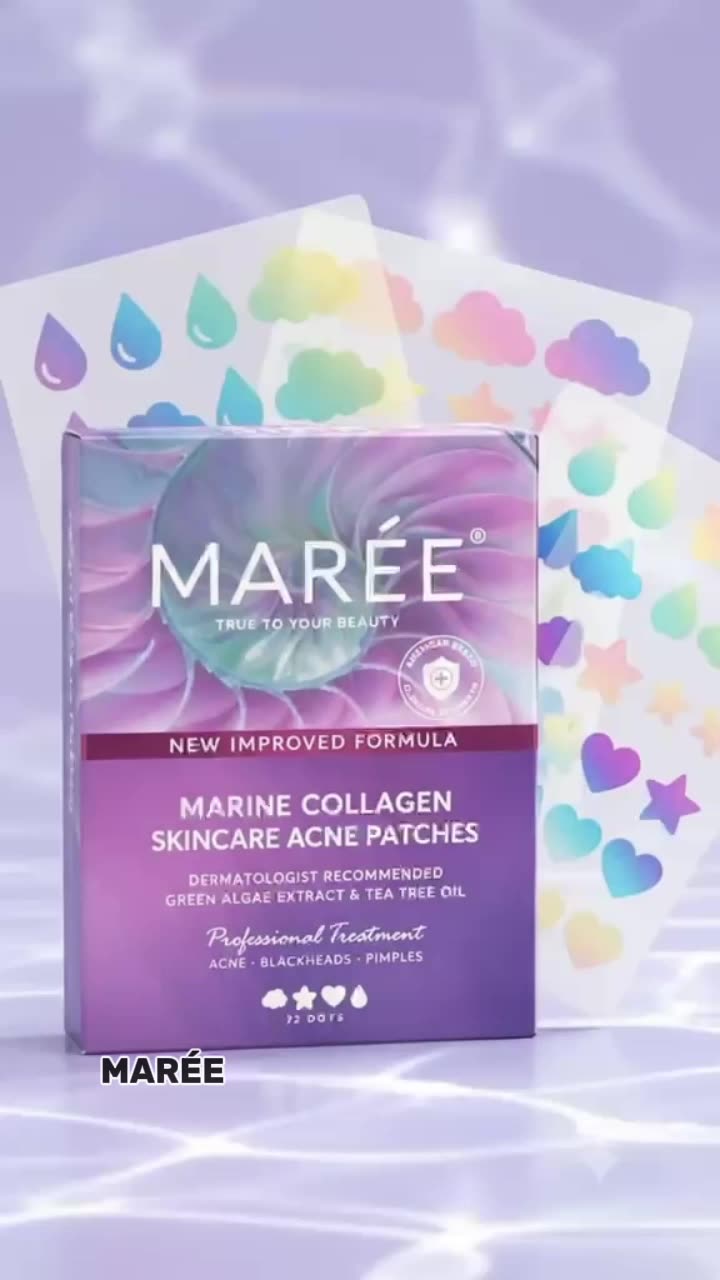 MARÉE®
TRUE TO YOUR BEAUTY
NEW IMPROVED FORMULA
MARINE COLLAGEN
SKINCARE ACNE PATCHES
DERMATOLOGIST RECOMMENDED
GREEN ALGAE EXTRACT & TEA TREE OIL
Professional Treatment
ACNE · BLACKHEADS · PIMPLES
72 DOTS
MARÉE